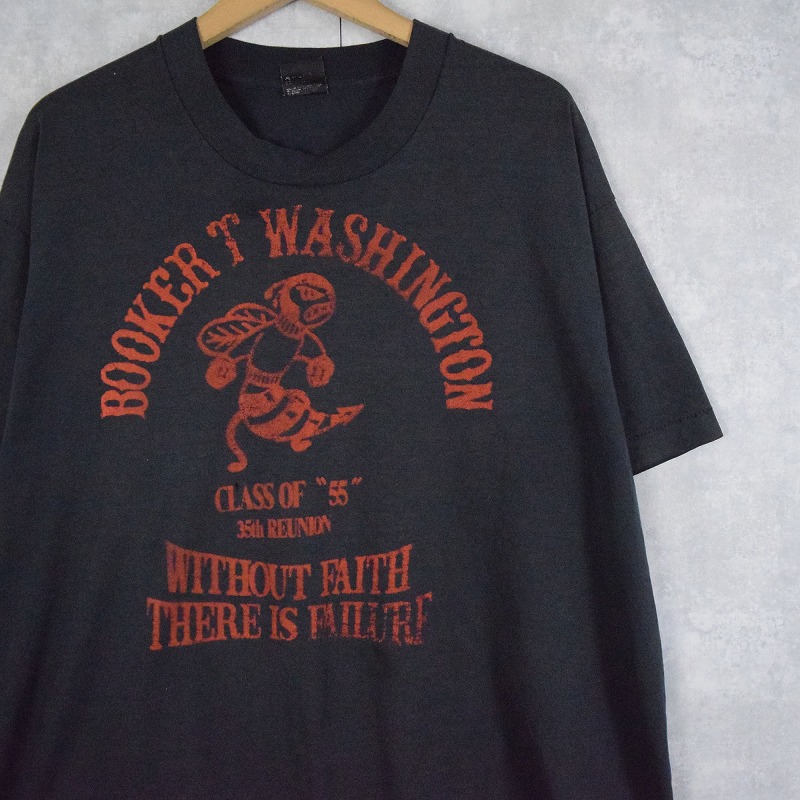 BOOKER T WASHINGTON
CLASS OF "55"
35th REUNION
WITHOUT FAITH
THERE IS FAILURE